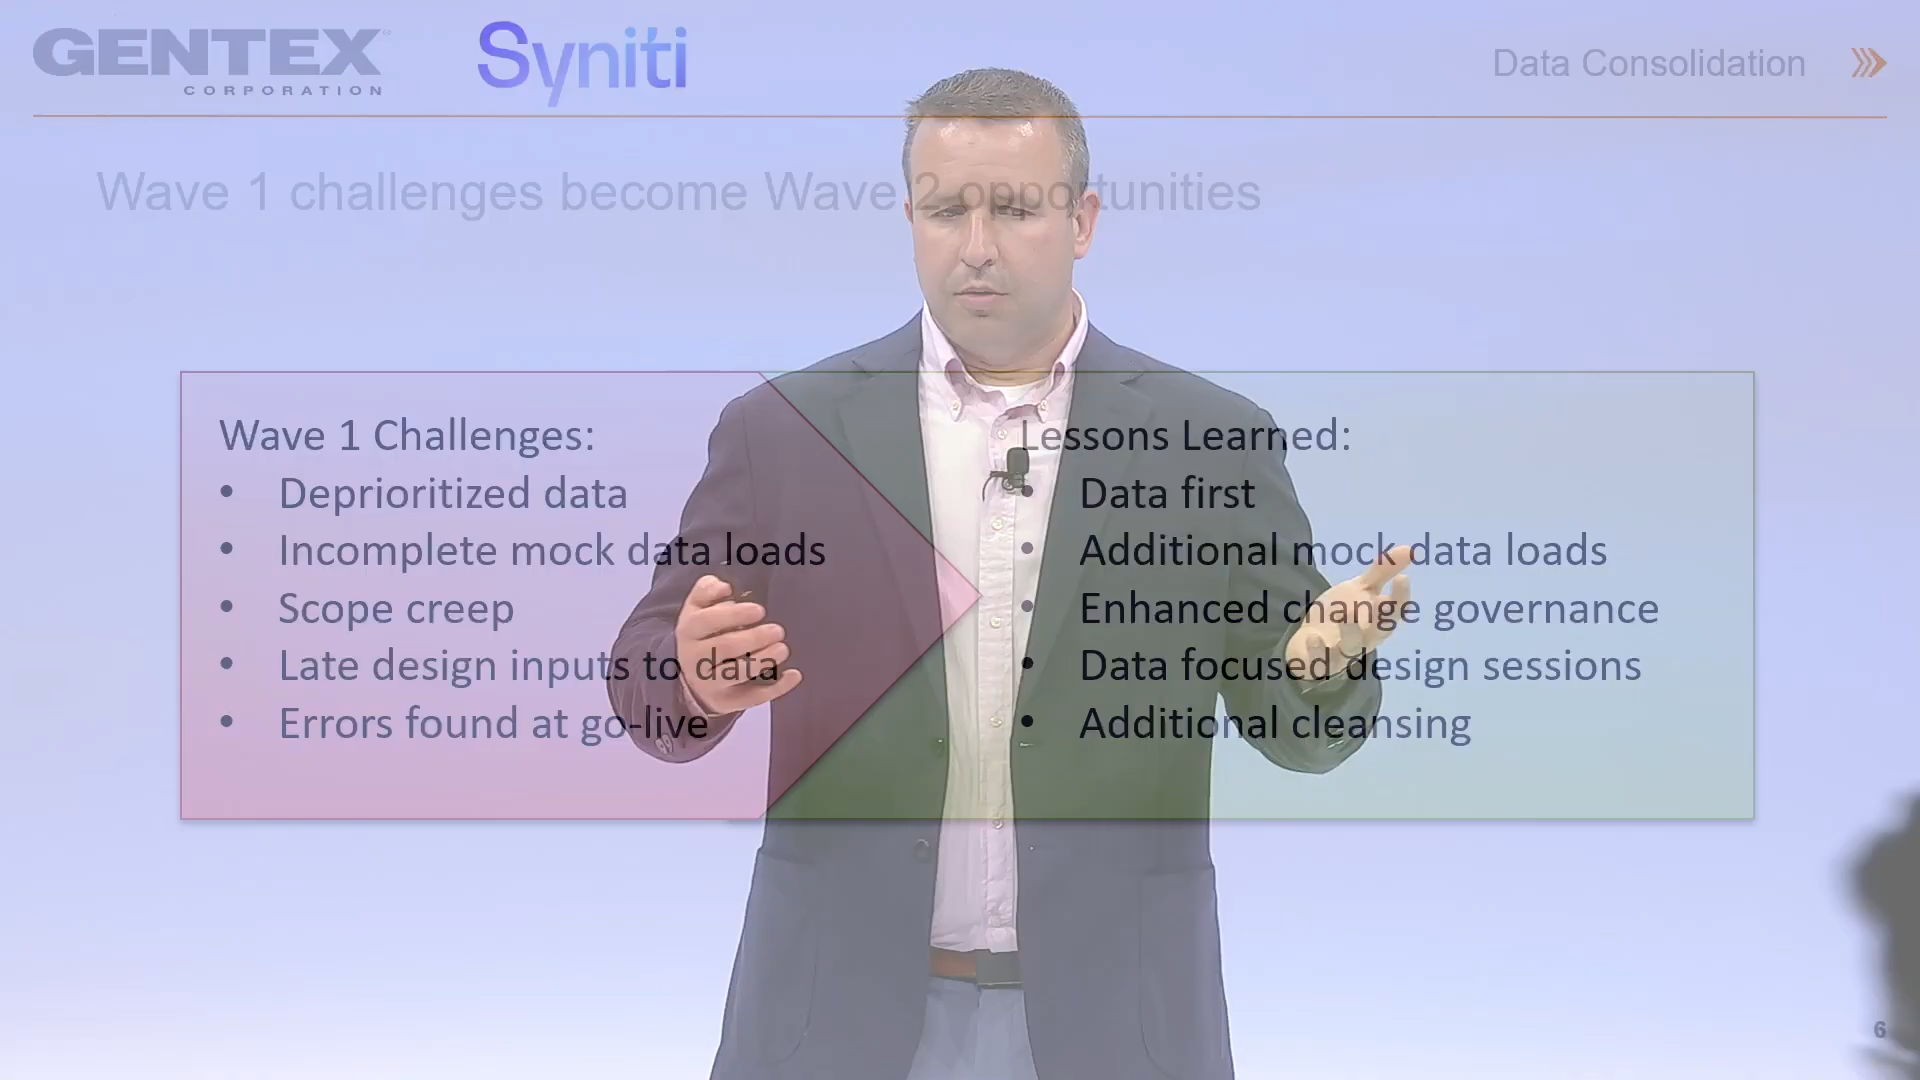 GENTEX
CORPORATION
Syniti
Data Consolidation
Wave 1 challenges become Wave 2 opportunities
Wave 1 Challenges:
• Deprioritized data
• Incomplete mock data loads
• Scope creep
• Late design inputs to data
• Errors found at go-live
Lessons Learned:
• Data first
• Additional mock data loads
• Enhanced change governance
• Data focused design sessions
• Additional cleansing
6